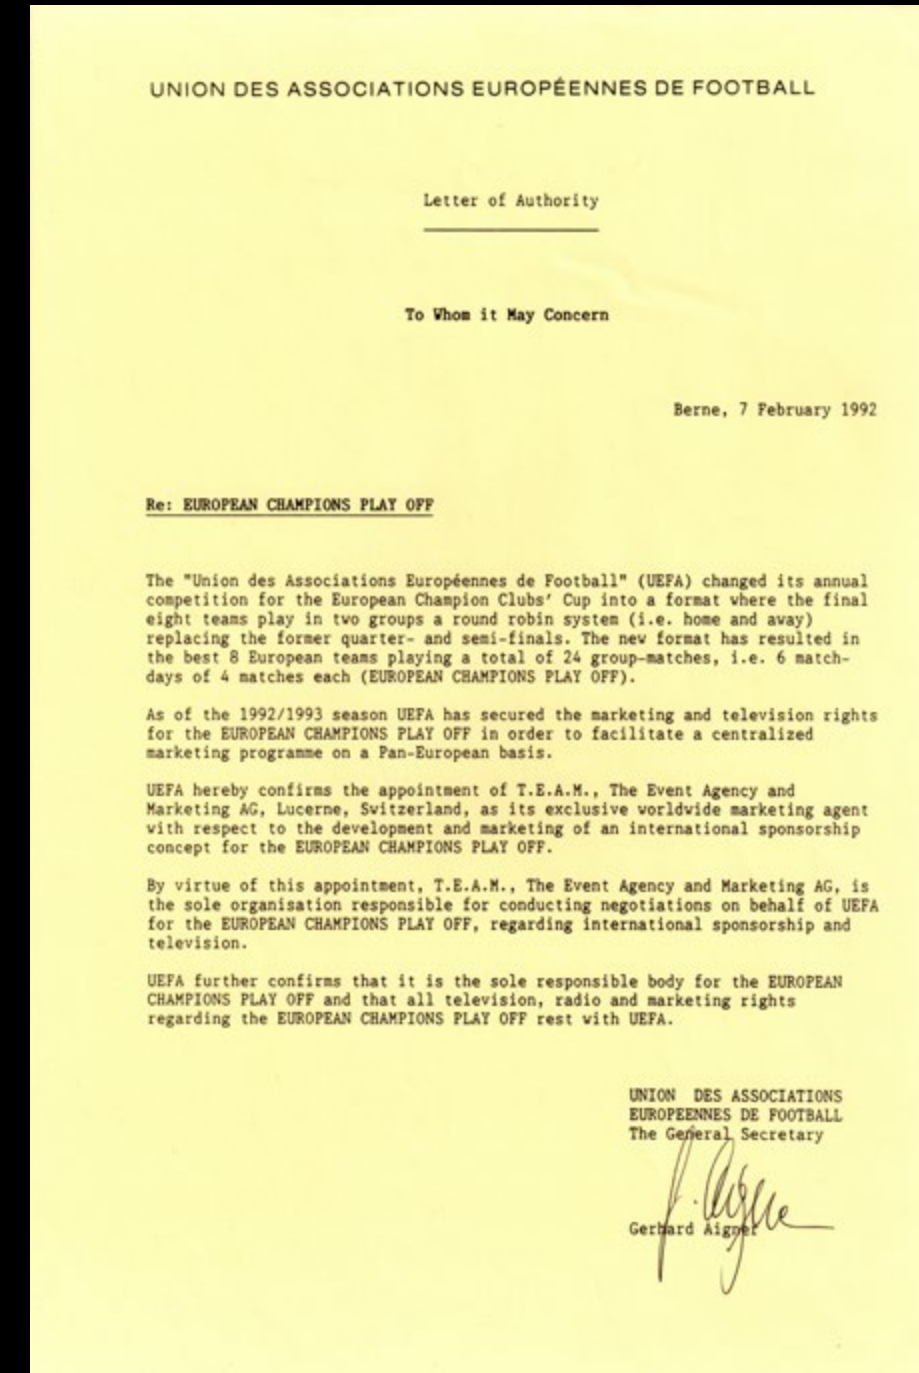 UNION DES ASSOCIATIONS EUROPÉENNES DE FOOTBALL
Letter of Authority
To Whom it May Concern
Berne, 7 February 1992
Re: EUROPEAN CHAMPIONS PLAY OFF
The "Union des Associations Européennes de Football" (UEFA) changed its annual
competition for the European Champion Clubs' Cup into a format where the final
eight teams play in two groups a round robin system (i.e. home and away)
replacing the former quarter- and semi-finals. The new format has resulted in
the best 8 European teams playing a total of 24 group-matches, i.e. 6 match-
days of 4 matches each (EUROPEAN CHAMPIONS PLAY OFF).
As of the 1992/1993 season UEFA has secured the marketing and television rights
for the EUROPEAN CHAMPIONS PLAY OFF in order to facilitate a centralized
marketing programme on a Pan-European basis.
UEFA hereby confirms the appointment of T.E.A.M., The Event Agency and
Marketing AG, Lucerne, Switzerland, as its exclusive worldwide marketing agent
with respect to the development and marketing of an international sponsorship
concept for the EUROPEAN CHAMPIONS PLAY OFF.
By virtue of this appointment, T.E.A.M., The Event Agency and Marketing AG, is
the sole organisation responsible for conducting negotiations on behalf of UEFA
for the EUROPEAN CHAMPIONS PLAY OFF, regarding international sponsorship and
television.
UEFA further confirms that it is the sole responsible body for the EUROPEAN
CHAMPIONS PLAY OFF and that all television, radio and marketing rights
regarding the EUROPEAN CHAMPIONS PLAY OFF rest with UEFA.
UNION DES ASSOCIATIONS
EUROPEENNES DE FOOTBALL
The General Secretary
G. Aigner
Gerhard Aigner